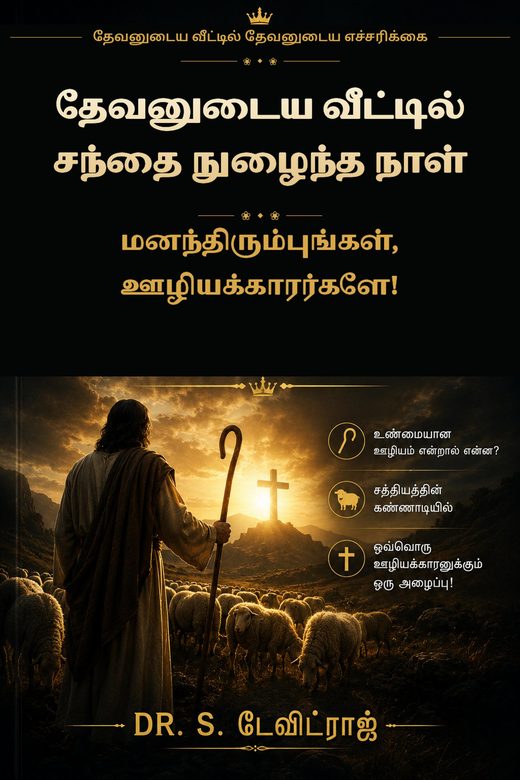 தேவனுடைய வீட்டில் தேவனுடைய எச்சரிக்கை
தேவனுடைய வீட்டில்
சந்தை நுழைந்த நாள்
மனந்திரும்புங்கள்,
ஊழியக்காரர்களே!
உண்மையான
ஊழியம் என்றால் என்ன?
சத்தியத்தின்
கண்ணாடியில்
ஒவ்வொரு
ஊழியக்காரனுக்கும்
ஒரு அழைப்பு!
DR. S. டேவிட்ராஜ்